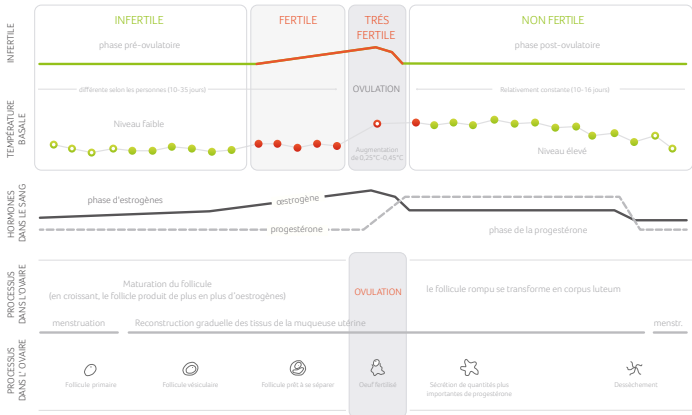 INFERTILE
FERTILE
TRÉS
FERTILE
NON FERTILE
INFERTILE
phase pré-ovulatoire
phase post-ovulatoire
différente selon les personnes (10-35 jours)
OVULATION
Relativement constante (10-16 jours)
TEMPÉRATURE
BASALE
Niveau faible
Augmentation
de 0,25°C-0,45°C
Niveau élevé
HORMONES
DANS LE SANG
phase d'estrogènes
œstrogène
progestérone
phase de la progestérone
PROCESSUS
DANS L'OVAIRE
Maturation du follicule
(en croissant, le follicle produit de plus en plus d'oestrogènes)
OVULATION
le follicule rompu se transforme en corpus luteum
menstruation
Reconstruction graduelle des tissus de la muqueuse utérine
menstr.
PROCESSUS
DANS L'OVAIRE
Follicule primaire
Follicule vésiculaire
Follicule prêt à se séparer
Oeuf fertilisé
Sécrétion de quantités plus
importantes de progestérone
Dessèchement